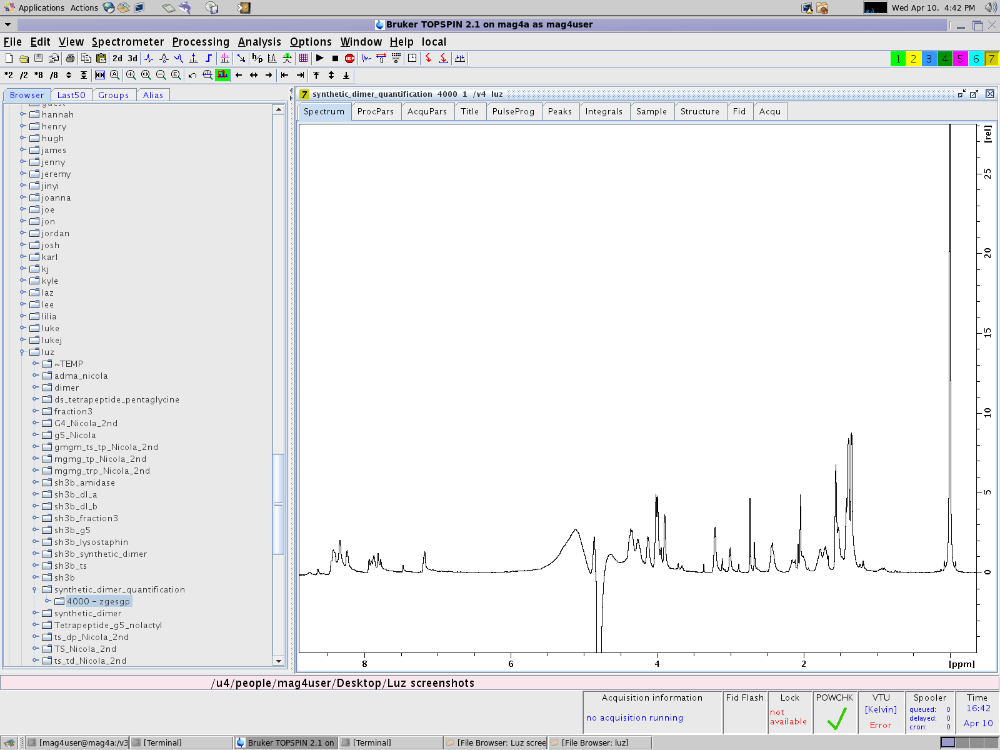 Applications Actions Wed Apr 10, 4:42 PM
Bruker TOPSPIN 2.1 on mag4a as mag4user
File Edit View Spectrometer Processing Analysis Options Window Help local
2d 3d 1 2 3 4 5 6 7
*2 /2 *8 /8
Browser Last50 Groups Alias
hannah
henry
hugh
james
jenny
jeremy
jinyi
joanna
joe
jon
jordan
josh
karl
kj
kyle
laz
lee
lilia
luke
lukej
luz
~TEMP
adma_nicola
dimer
ds_tetrapeptide_pentaglycine
fraction3
G4_Nicola_2nd
g5_Nicola
gmgm_ts_tp_Nicola_2nd
mgmg_tp_Nicola_2nd
mgmg_trp_Nicola_2nd
sh3b_amidase
sh3b_dl_a
sh3b_dl_b
sh3b_fraction3
sh3b_g5
sh3b_lysostaphin
sh3b_synthetic_dimer
sh3b_ts
sh3b
synthetic_dimer_quantification
4000 - zgesgp
synthetic_dimer
Tetrapeptide_g5_nolactyl
ts_dp_Nicola_2nd
TS_Nicola_2nd
ts_td_Nicola_2nd
7 synthetic_dimer_quantification 4000 1 /v4 luz
Spectrum ProcPars AcquPars Title PulseProg Peaks Integrals Sample Structure Fid Acqu
[rel]
25
20
15
10
5
0
8 6 4 2 [ppm]
/u4/people/mag4user/Desktop/Luz screenshots
Acquisition information
no acquisition running
Fid Flash
Lock
not
available
POWCHK
VTU
[Kelvin]
Error
Spooler
queued: 0
delayed: 0
cron: 0
Time
16:42
Apr 10
[mag4user@mag4a:/v3 [Terminal] Bruker TOPSPIN 2.1 on [Terminal] [File Browser: Luz scree [File Browser: luz]